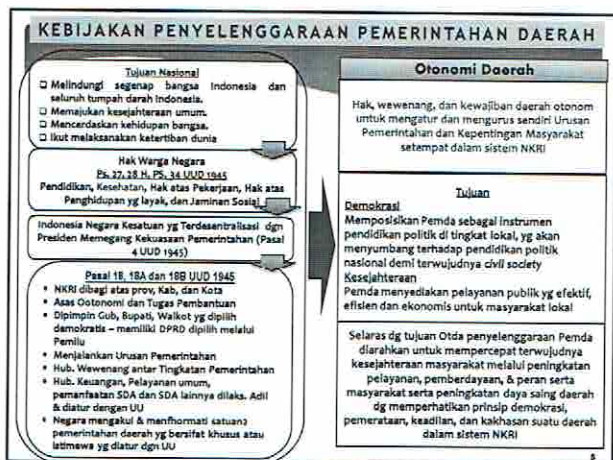 KEBIJAKAN PENYELENGGARAAN PEMERINTAHAN DAERAH
Tujuan Nasional
❑ Melindungi segenap bangsa Indonesia dan
seluruh tumpah darah Indonesia.
❑ Memajukan kesejahteraan umum.
❑ Mencerdaskan kehidupan bangsa.
❑ Ikut melaksanakan ketertiban dunia
Hak Warga Negara
Ps. 27, 28 H, PS. 34 UUD 1945
Pendidikan, Kesehatan, Hak atas Pekerjaan, Hak atas
Penghidupan yg layak, dan Jaminan Sosial
Indonesia Negara Kesatuan yg Terdesentralisasi dgn
Presiden Memegang Kekuasaan Pemerintahan (Pasal
4 UUD 1945)
Pasal 18, 18A dan 18B UUD 1945
• NKRI dibagi atas prov, Kab, dan Kota
• Asas Ootonomi dan Tugas Pembantuan
• Dipimpin Gub, Bupati, Walkot yg dipilih
demokratis – memiliki DPRD dipilih melalui
Pemilu
• Menjalankan Urusan Pemerintahan
• Hub. Wewenang antar Tingkatan Pemerintahan
• Hub. Keuangan, Pelayanan umum,
pemanfaatan SDA dan SDA lainnya dilaks. Adil
& diatur dengan UU
• Negara mengakui & menfhormati satuan2
pemerintahan daerah yg bersifat khusus atau
istimewa yg diatur dgn UU
Otonomi Daerah
Hak, wewenang, dan kewajiban daerah otonom
untuk mengatur dan mengurus sendiri Urusan
Pemerintahan dan Kepentingan Masyarakat
setempat dalam sistem NKRI
Tujuan
Demokrasi
Memposisikan Pemda sebagai instrumen
pendidikan politik di tingkat lokal, yg akan
menyumbang terhadap pendidikan politik
nasional demi terwujudnya civil society
Kesejahteraan
Pemda menyediakan pelayanan publik yg efektif,
efisien dan ekonomis untuk masyarakat lokal
Selaras dg tujuan Otda penyelenggaraan Pemda
diarahkan untuk mempercepat terwujudnya
kesejahteraan masyarakat melalui peningkatan
pelayanan, pemberdayaan, & peran serta
masyarakat serta peningkatan daya saing daerah
dg memperhatikan prinsip demokrasi,
pemerataan, keadilan, dan kakhasan suatu daerah
dalam sistem NKRI
5